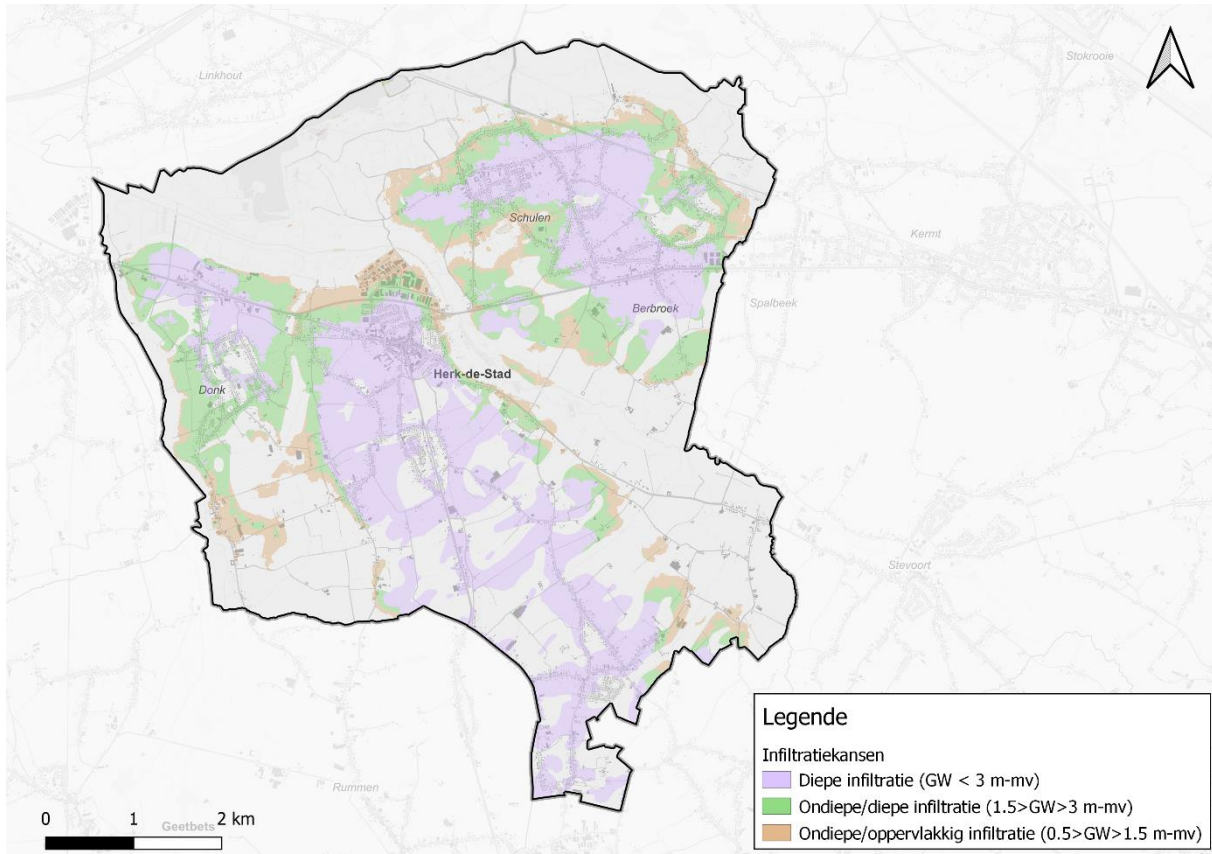 Linkhout
Stokrooie
Schulen
Kermt
Berbroek
Spalbeek
Herk-de-Stad
Donk
Stevoort
Rummen
Geetbets
0 1 2 km
Legende
Infiltratiekansen
Diepe infiltratie (GW < 3 m-mv)
Ondiepe/diepe infiltratie (1.5>GW>3 m-mv)
Ondiepe/oppervlakkig infiltratie (0.5>GW>1.5 m-mv)